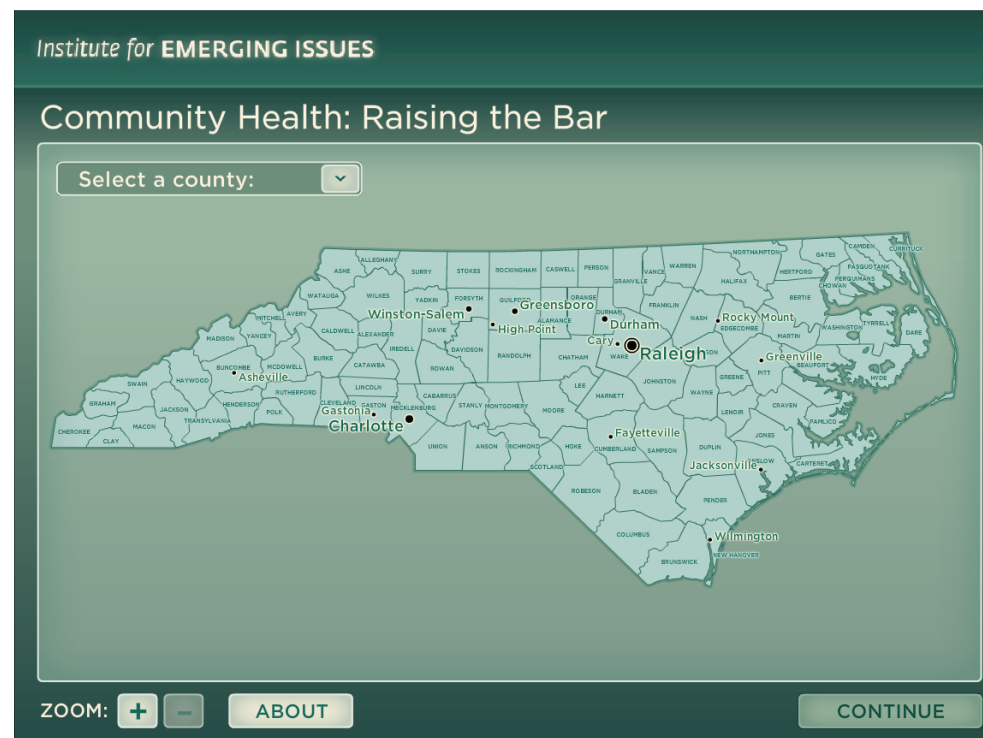 Institute for EMERGING ISSUES
Community Health: Raising the Bar
Select a county:
ALLEGHANY
ASHE
SURRY
STOKES
ROCKINGHAM
CASWELL
PERSON
GRANVILLE
VANCE
WARREN
NORTHAMPTON
GATES
CAMDEN
CURRITUCK
PASQUOTANK
PERQUIMANS
CHOWAN
HERTFORD
HALIFAX
BERTIE
WATAUGA
WILKES
YADKIN
FORSYTH
GUILFORD
Greensboro
ORANGE
DURHAM
FRANKLIN
NASH
Rocky Mount
EDGECOMBE
MARTIN
WASHINGTON
TYRRELL
DARE
MITCHELL
AVERY
Winston-Salem
High Point
ALAMANCE
Durham
MADISON
YANCEY
CALDWELL
ALEXANDER
DAVIE
IREDELL
DAVIDSON
RANDOLPH
CHATHAM
Cary
WAKE
Raleigh
SON
Greenville
PITT
BEAUFORT
HYDE
BUNCOMBE
Asheville
MCDOWELL
BURKE
CATAWBA
ROWAN
SWAIN
HAYWOOD
RUTHERFORD
LINCOLN
LEE
HARNETT
JOHNSTON
WAYNE
GREENE
GRAHAM
JACKSON
HENDERSON
POLK
TRANSYLVANIA
CLEVELAND
GASTON
Gastonia
MECKLENBURG
Charlotte
CABARRUS
STANLY
MONTGOMERY
MOORE
LENOIR
CRAVEN
PAMLICO
CHEROKEE
MACON
CLAY
UNION
ANSON
RICHMOND
HOKE
Fayetteville
CUMBERLAND
SAMPSON
DUPLIN
JONES
Jacksonville
NSLOW
CARTERET
SCOTLAND
ROBESON
BLADEN
PENDER
COLUMBUS
Wilmington
NEW HANOVER
BRUNSWICK
ZOOM:
+
−
ABOUT
CONTINUE